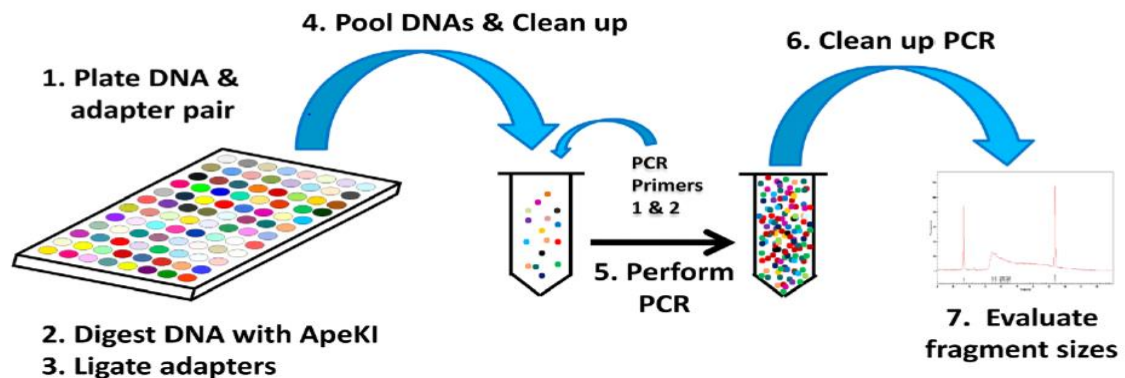 1. Plate DNA &
adapter pair
2. Digest DNA with ApeKI
3. Ligate adapters
4. Pool DNAs & Clean up
PCR
Primers
1 & 2
5. Perform
PCR
6. Clean up PCR
7. Evaluate
fragment sizes